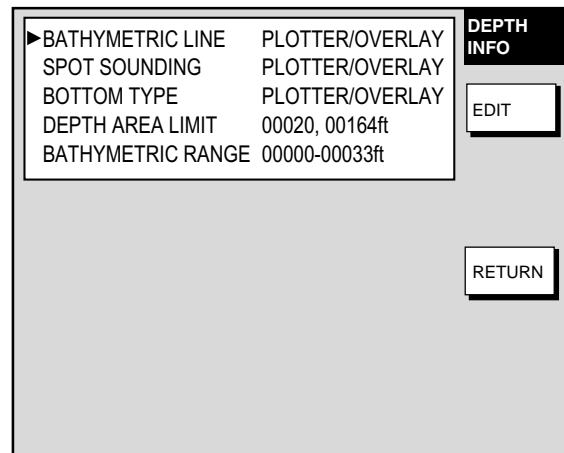 DEPTH
INFO
▶BATHYMETRIC LINE PLOTTER/OVERLAY
SPOT SOUNDING PLOTTER/OVERLAY
BOTTOM TYPE PLOTTER/OVERLAY
DEPTH AREA LIMIT 00020, 00164ft
BATHYMETRIC RANGE 00000-00033ft
EDIT
RETURN